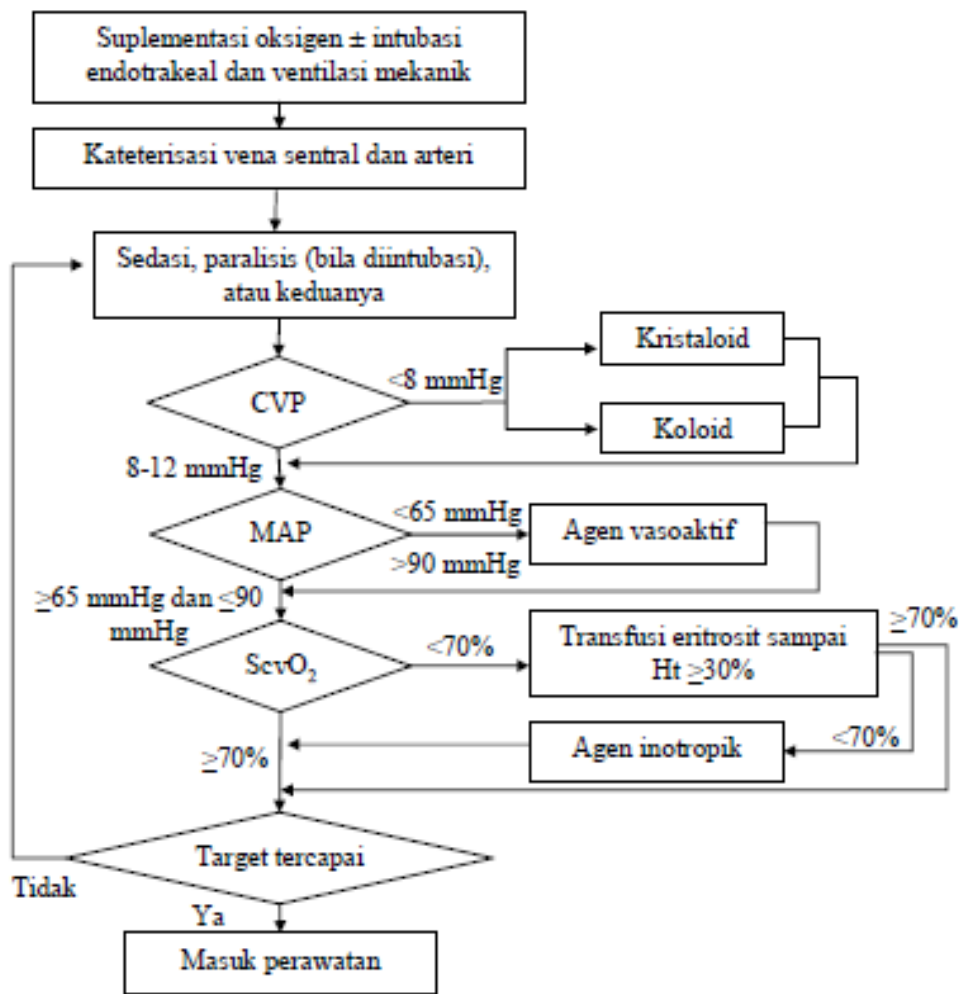 Suplementasi oksigen ± intubasi
endotrakeal dan ventilasi mekanik
Kateterisasi vena sentral dan arteri
Sedasi, paralisis (bila diintubasi),
atau keduanya
CVP
<8 mmHg
Kristaloid
Koloid
8-12 mmHg
MAP
<65 mmHg
>90 mmHg
Agen vasoaktif
≥65 mmHg dan ≤90
mmHg
ScvO₂
<70%
Transfusi eritrosit sampai
Ht ≥30%
≥70%
<70%
Agen inotropik
≥70%
Target tercapai
Tidak
Ya
Masuk perawatan